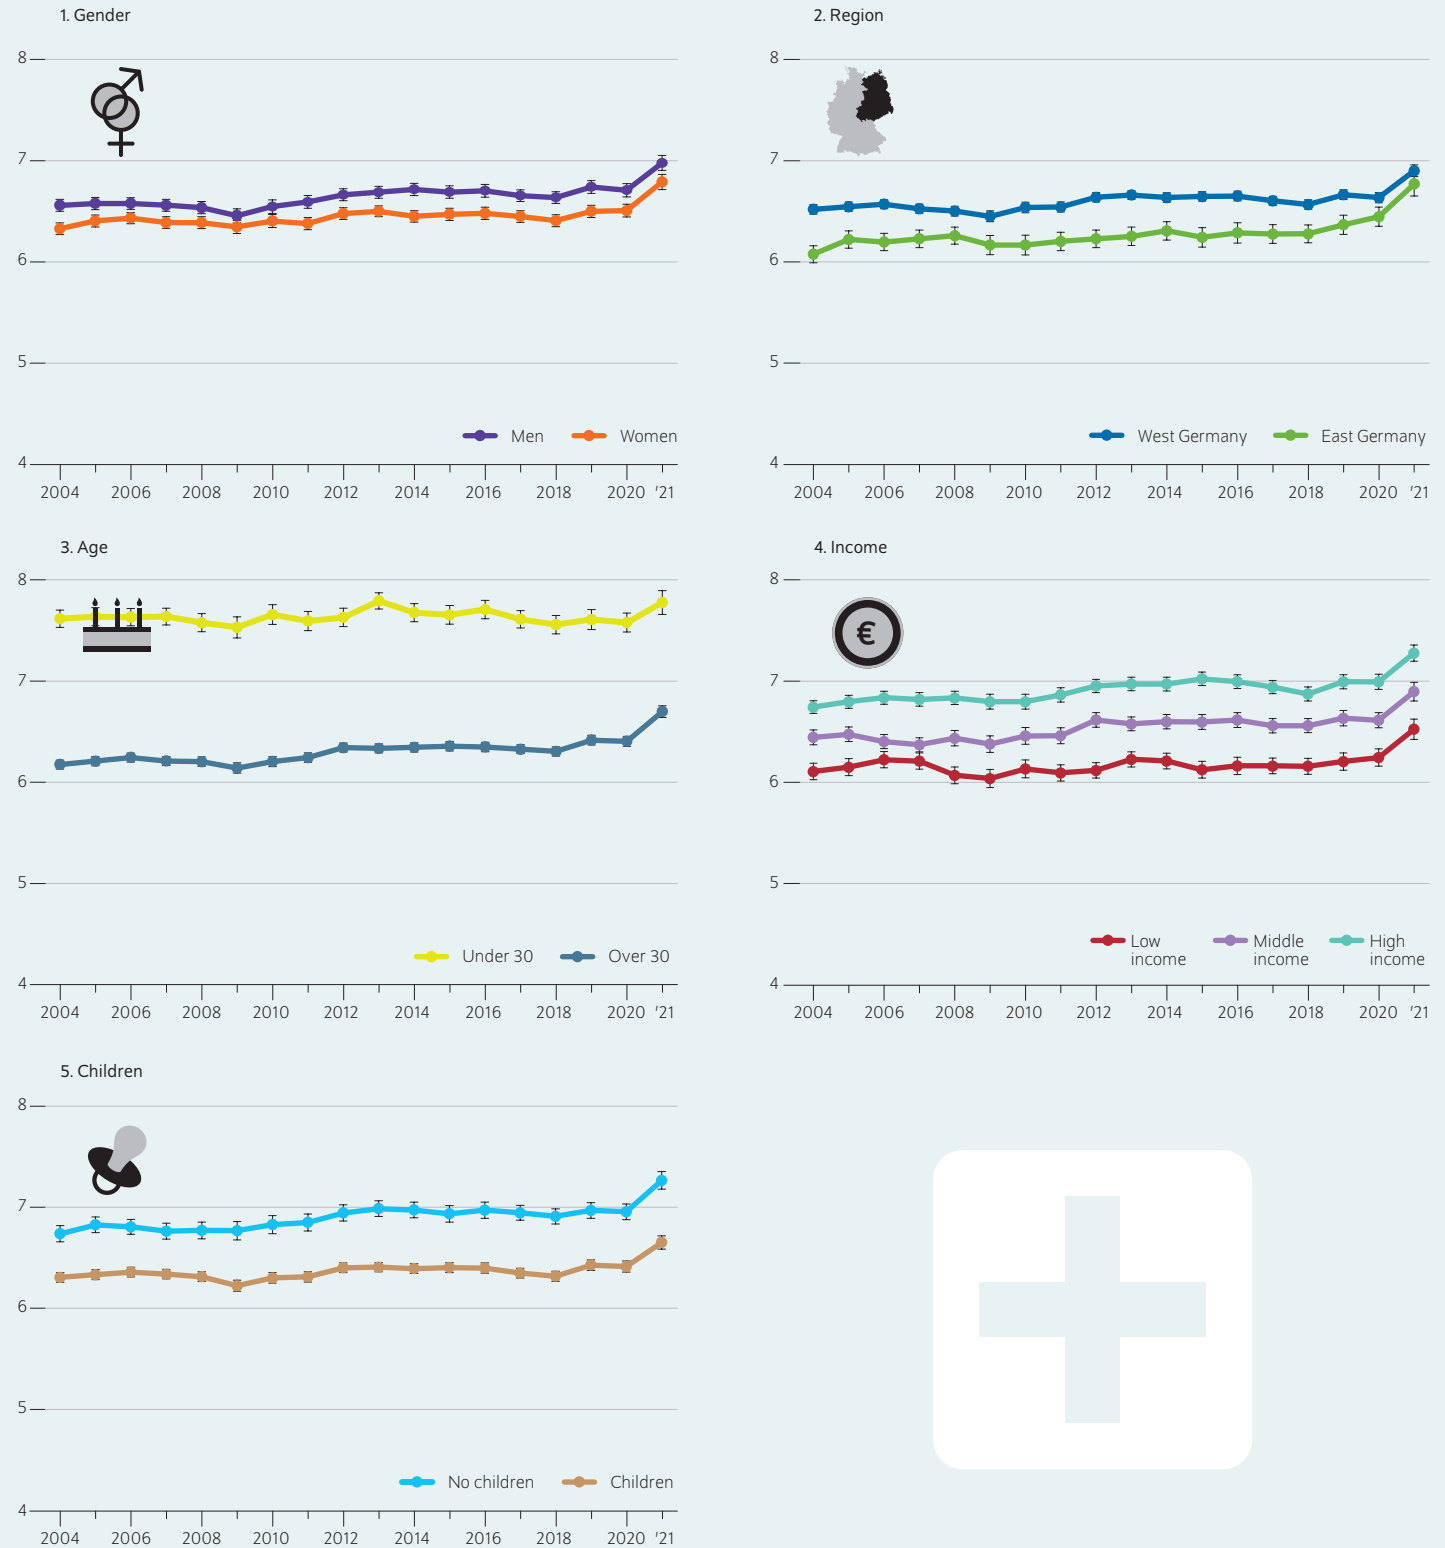 1. Gender
8
7
6
5
Men Women
4
2004 2006 2008 2010 2012 2014 2016 2018 2020 '21
2. Region
8
7
6
5
West Germany East Germany
4
2004 2006 2008 2010 2012 2014 2016 2018 2020 '21
3. Age
8
7
6
5
Under 30 Over 30
4
2004 2006 2008 2010 2012 2014 2016 2018 2020 '21
4. Income
8
€
7
6
5
Low Middle High
income income income
4
2004 2006 2008 2010 2012 2014 2016 2018 2020 '21
5. Children
8
7
6
5
No children Children
4
2004 2006 2008 2010 2012 2014 2016 2018 2020 '21